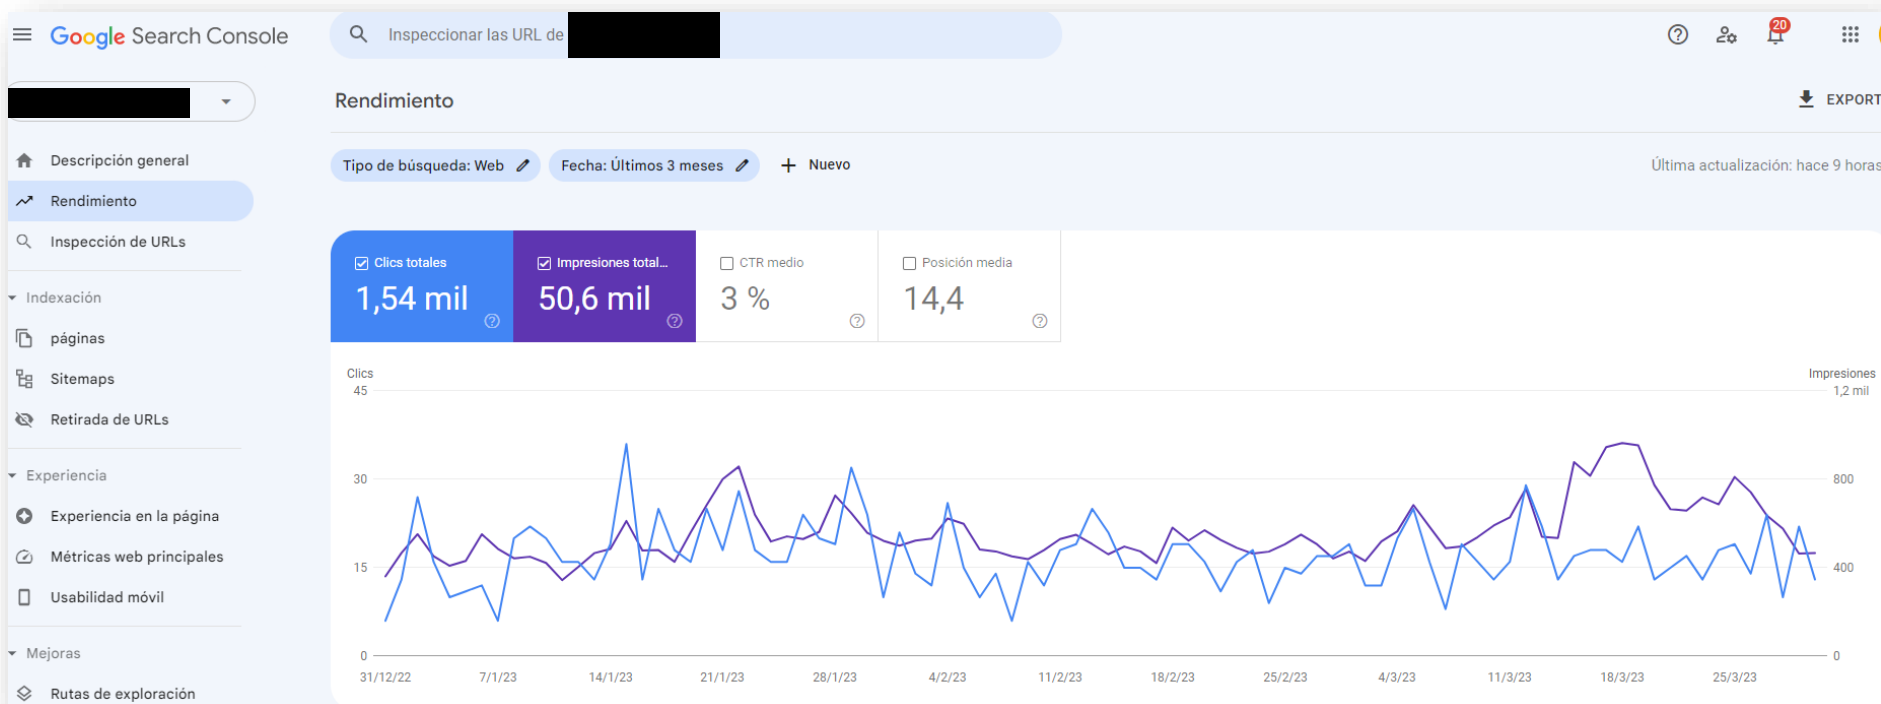 Google Search Console
Inspeccionar las URL de
20
Rendimiento
EXPORT
Descripción general
Rendimiento
Inspección de URLs
Indexación
páginas
Sitemaps
Retirada de URLs
Experiencia
Experiencia en la página
Métricas web principales
Usabilidad móvil
Mejoras
Rutas de exploración
Tipo de búsqueda: Web
Fecha: Últimos 3 meses
Nuevo
Última actualización: hace 9 horas
Clics totales
1,54 mil
Impresiones total...
50,6 mil
CTR medio
3 %
Posición media
14,4
Clics
45
30
15
0
Impresiones
1,2 mil
800
400
0
31/12/22 7/1/23 14/1/23 21/1/23 28/1/23 4/2/23 11/2/23 18/2/23 25/2/23 4/3/23 11/3/23 18/3/23 25/3/23